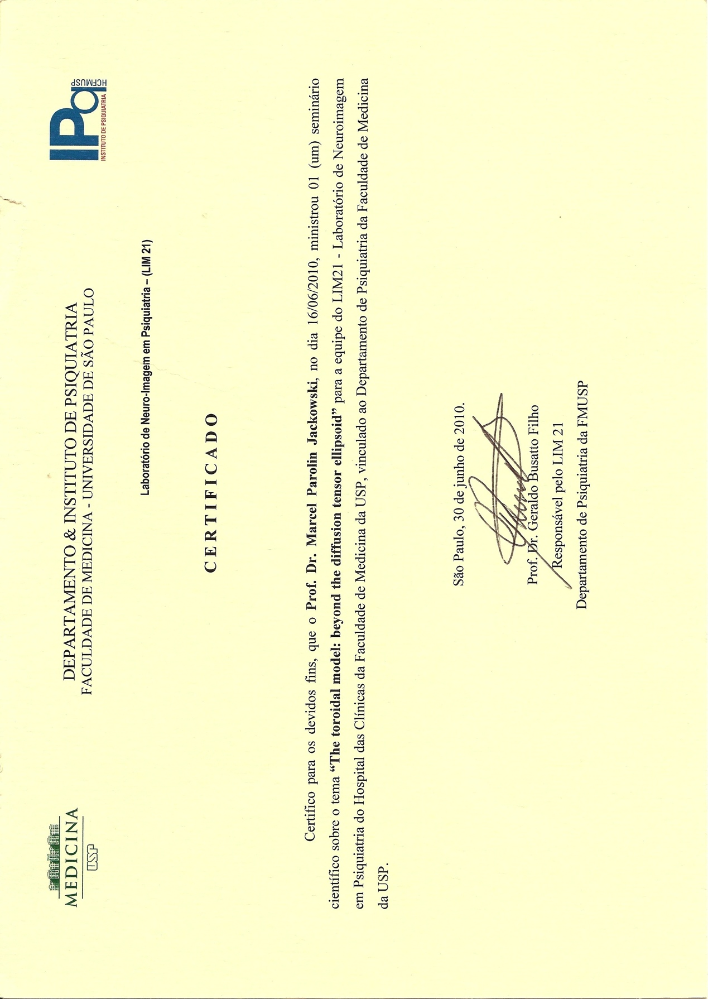 MEDICINA
USP
DEPARTAMENTO & INSTITUTO DE PSIQUIATRIA
FACULDADE DE MEDICINA - UNIVERSIDADE DE SÃO PAULO
IPq
HCFMUSP
INSTITUTO DE PSIQUIATRIA
Laboratório de Neuro-Imagem em Psiquiatria – (LIM 21)
CERTIFICADO
Certifico para os devidos fins, que o Prof. Dr. Marcel Parolin Jackowski, no dia 16/06/2010, ministrou 01 (um) seminário
científico sobre o tema “The toroidal model: beyond the diffusion tensor ellipsoid” para a equipe do LIM21 - Laboratório de Neuroimagem
em Psiquiatria do Hospital das Clínicas da Faculdade de Medicina da USP, vinculado ao Departamento de Psiquiatria da Faculdade de Medicina
da USP.
São Paulo, 30 de junho de 2010.
Prof. Dr. Geraldo Busatto Filho
Responsável pelo LIM 21
Departamento de Psiquiatria da FMUSP